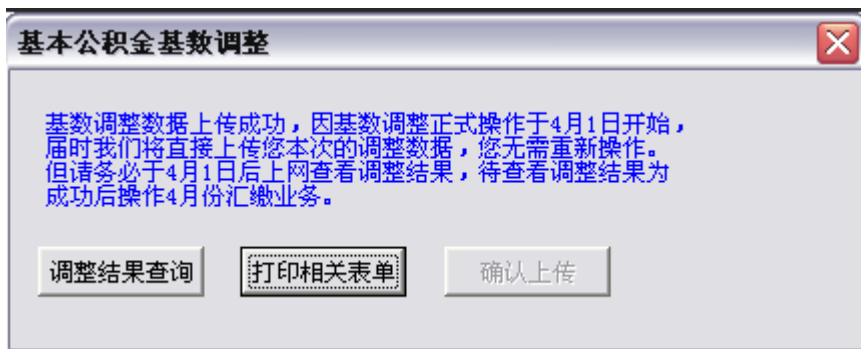 基本公积金基数调整
基数调整数据上传成功，因基数调整正式操作于4月1日开始，
届时我们将直接上传您本次的调整数据，您无需重新操作。
但请务必于4月1日后上网查看调整结果，待查看调整结果为
成功后操作4月份汇缴业务。
调整结果查询 打印相关表单 确认上传